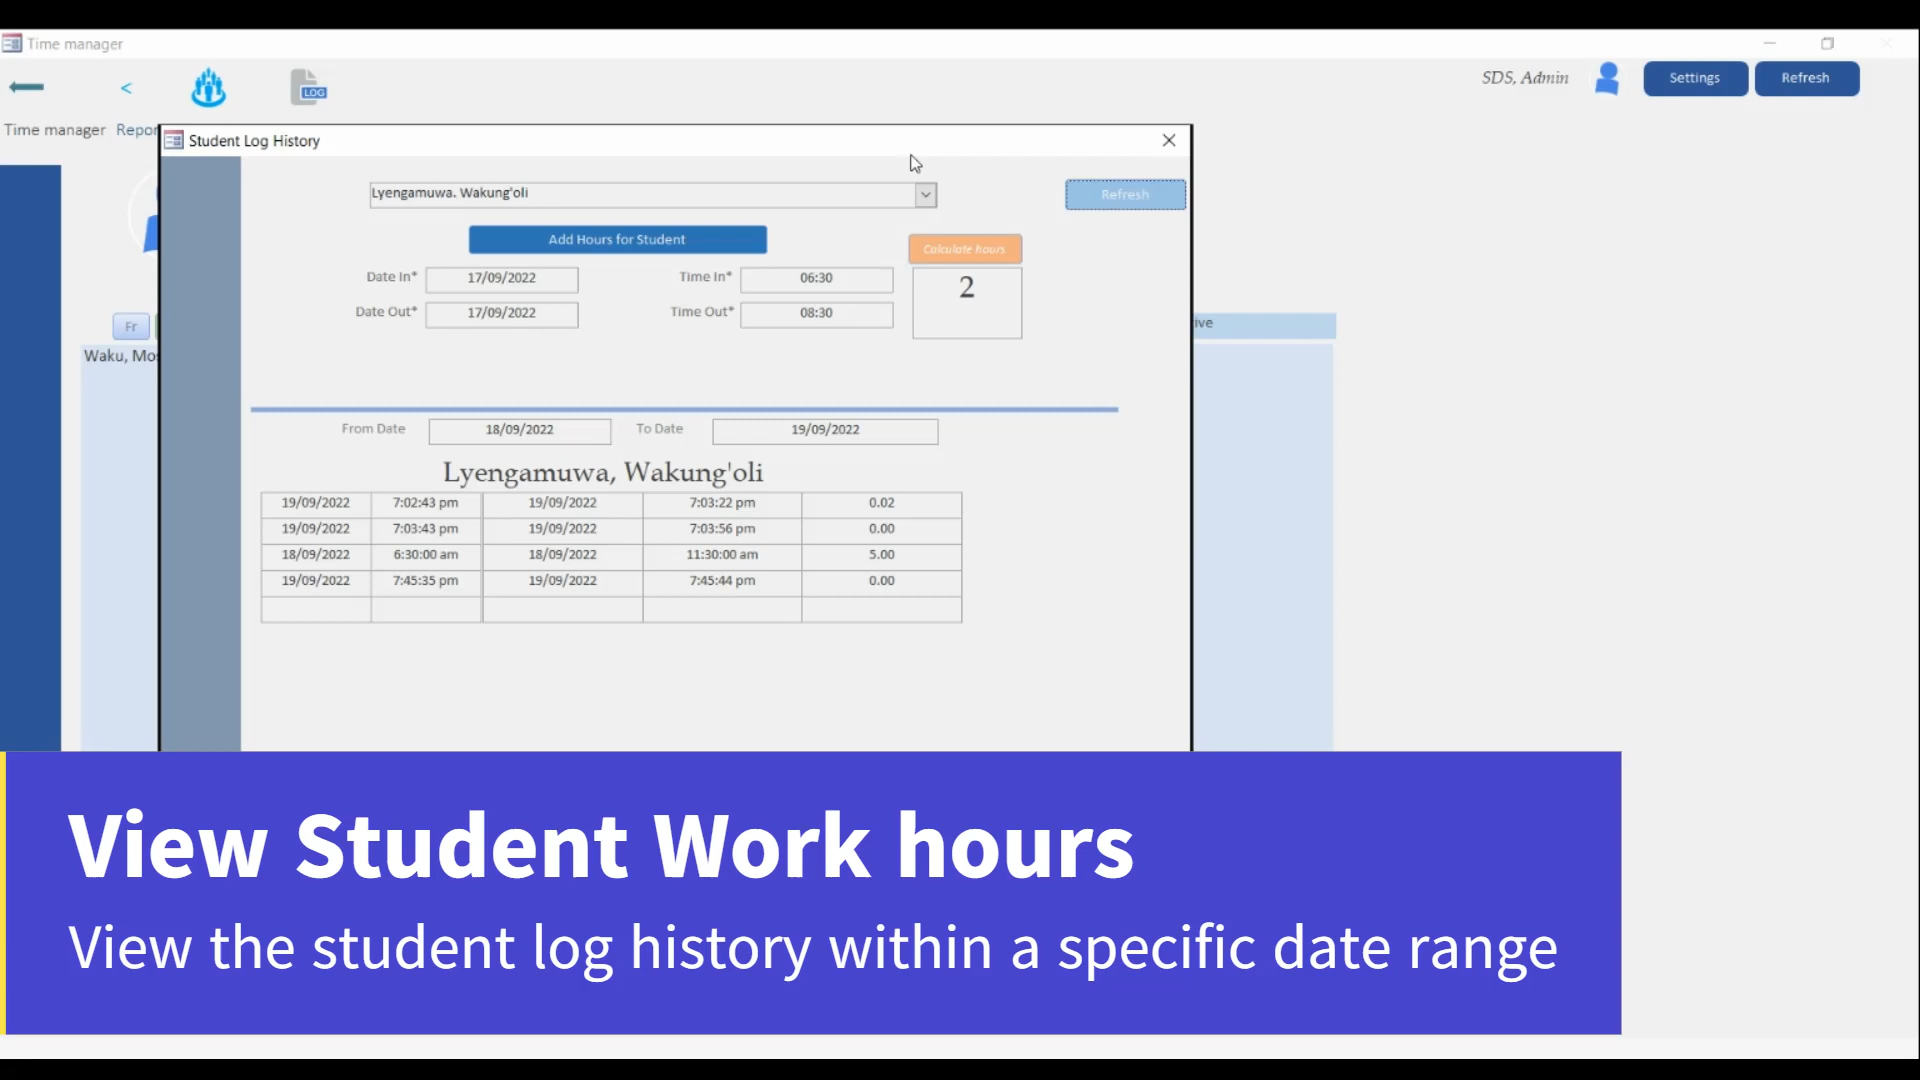 Time manager
LOG
SDS, Admin
Settings
Refresh
Time manager
Repor
Student Log History
Lyengamuwa. Wakung'oli
Refresh
Add Hours for Student
Calculate hours
Date In* 17/09/2022 Time In* 06:30 2
Date Out* 17/09/2022 Time Out* 08:30
Fr
ive
Waku, Mos
From Date 18/09/2022 To Date 19/09/2022
Lyengamuwa, Wakung'oli
19/09/2022 7:02:43 pm 19/09/2022 7:03:22 pm 0.02
19/09/2022 7:03:43 pm 19/09/2022 7:03:56 pm 0.00
18/09/2022 6:30:00 am 18/09/2022 11:30:00 am 5.00
19/09/2022 7:45:35 pm 19/09/2022 7:45:44 pm 0.00
View Student Work hours
View the student log history within a specific date range